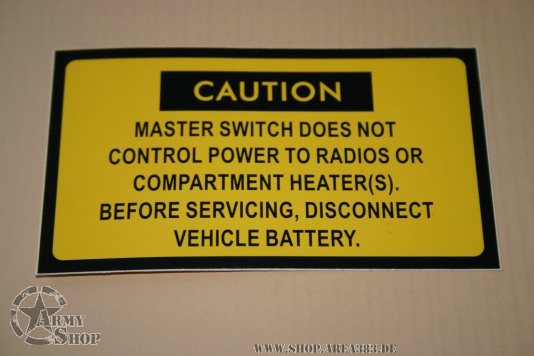 CAUTION
MASTER SWITCH DOES NOT
CONTROL POWER TO RADIOS OR
COMPARTMENT HEATER(S).
BEFORE SERVICING, DISCONNECT
VEHICLE BATTERY.
ARMY
SHOP
WWW.SHOP.AREA383.DE